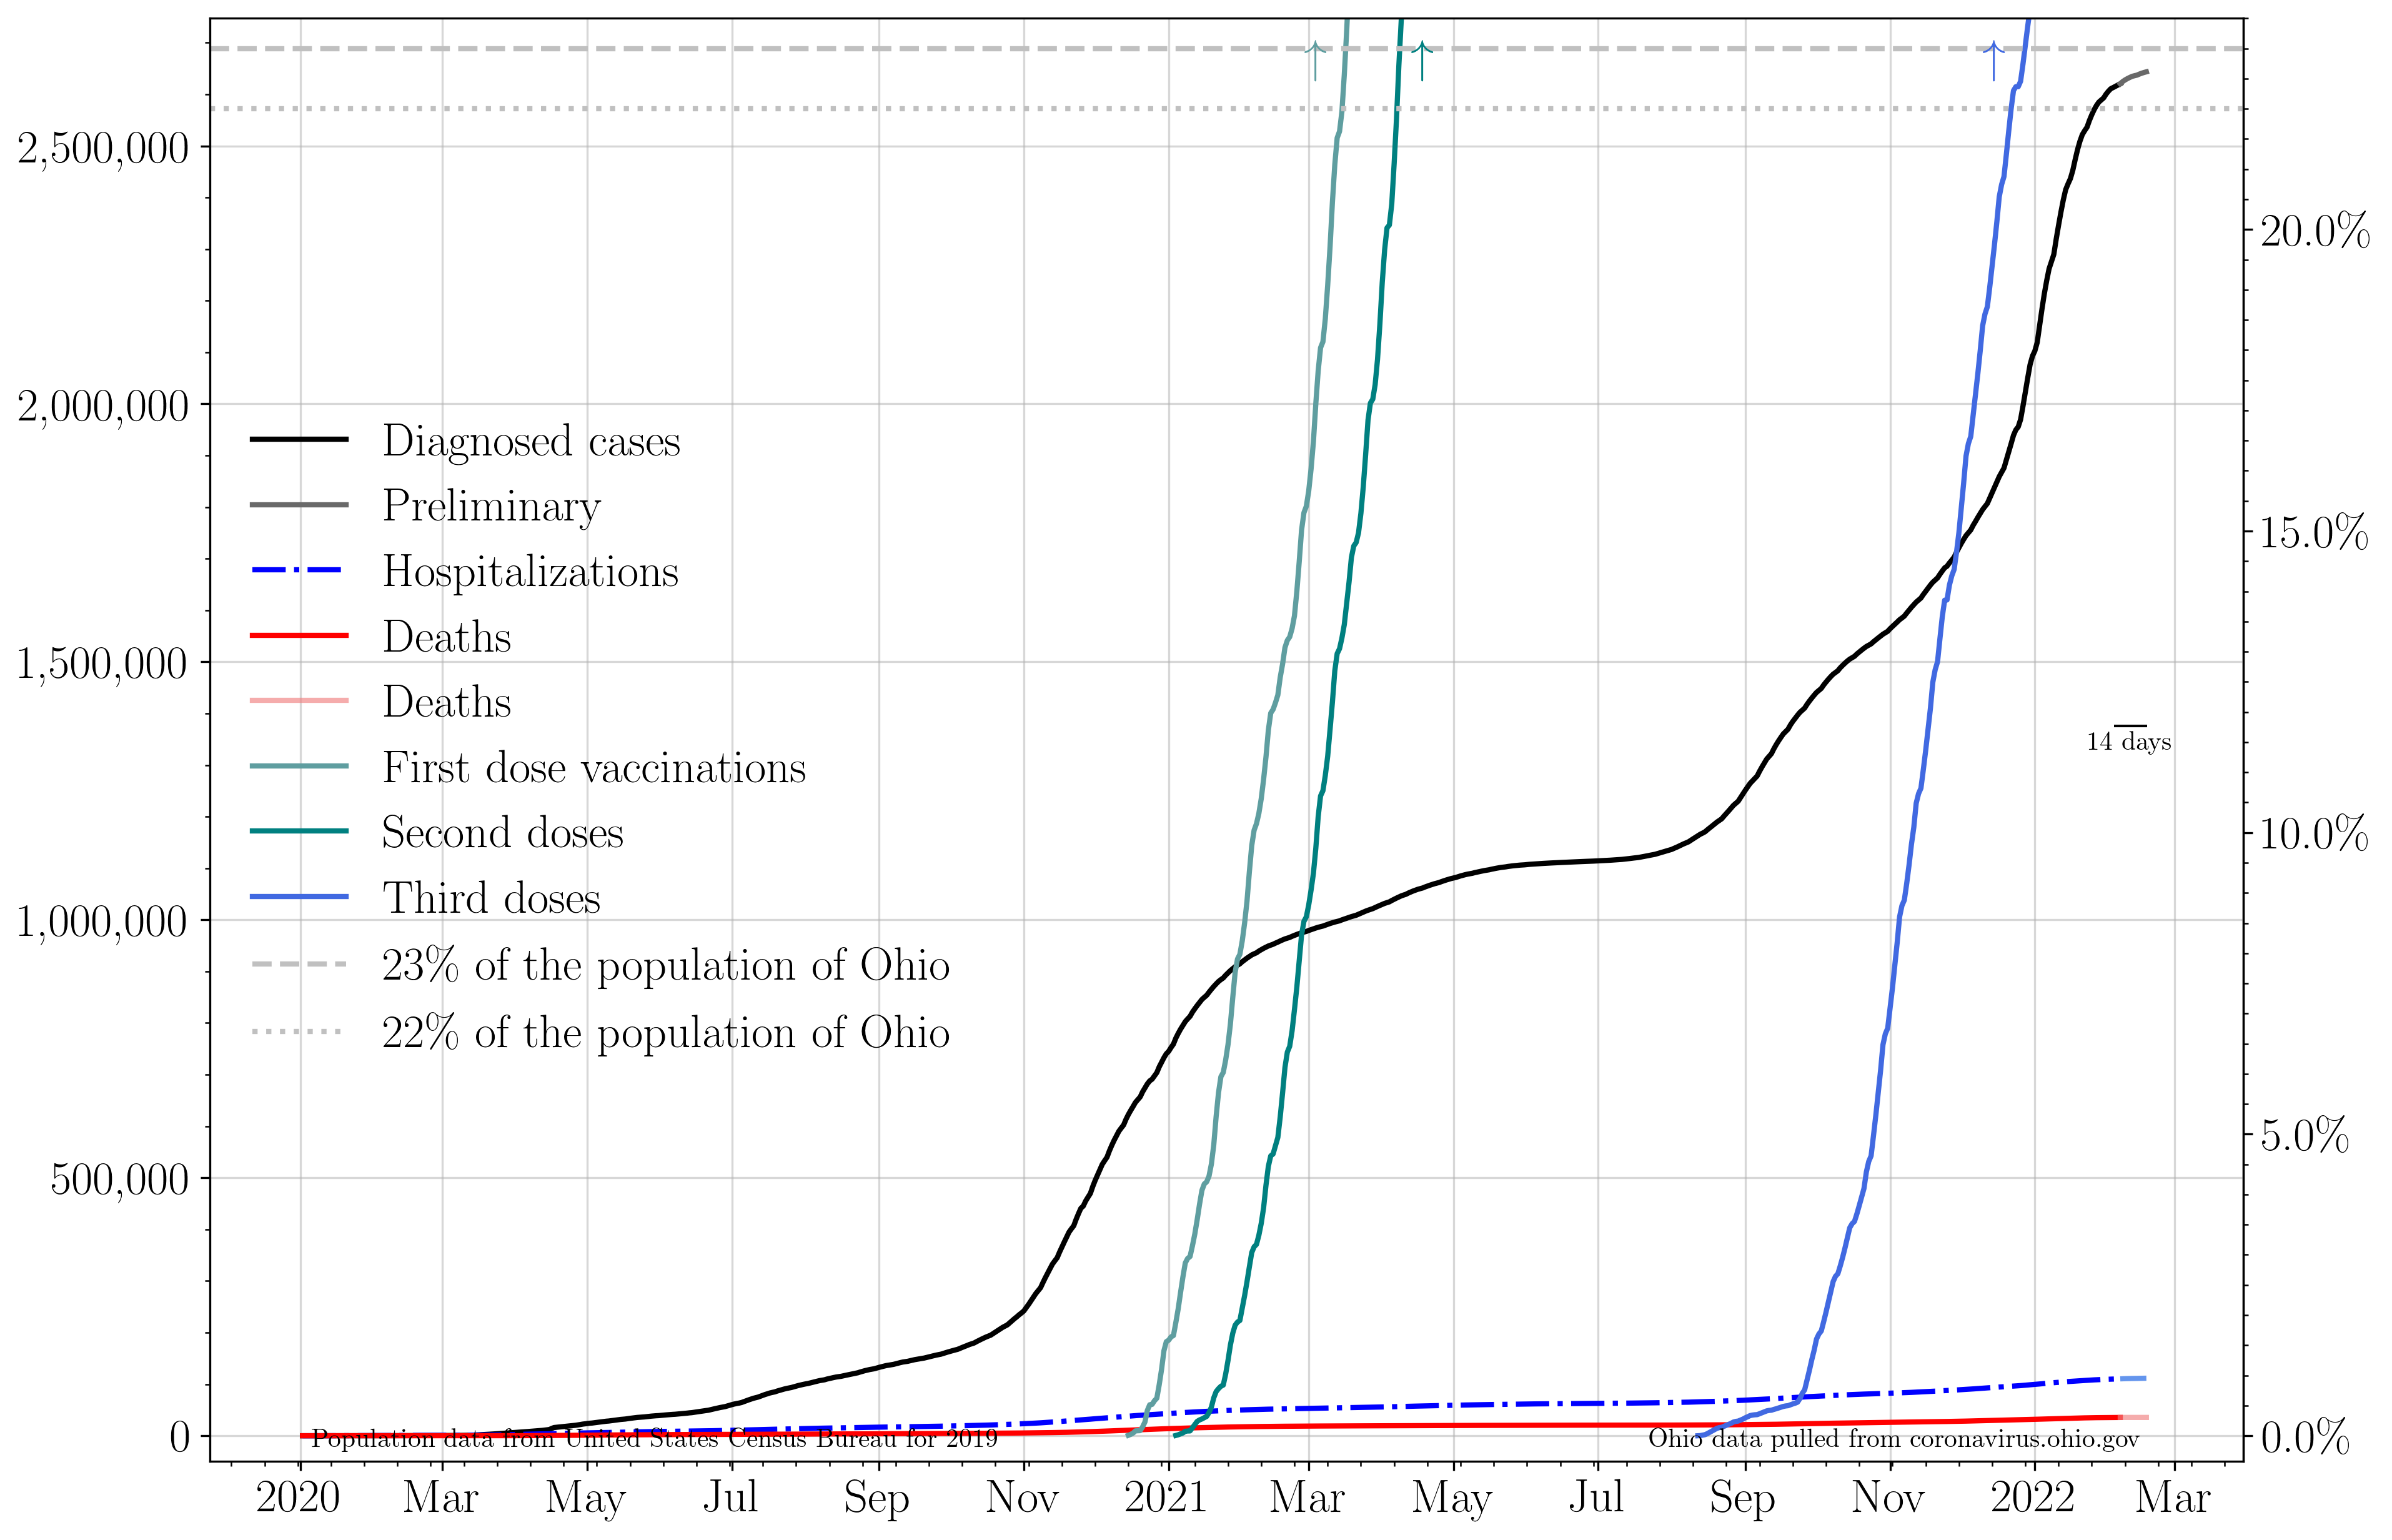 2,500,000
2,000,000
1,500,000
1,000,000
500,000
0
20.0%
15.0%
10.0%
5.0%
0.0%
Diagnosed cases
Preliminary
Hospitalizations
Deaths
Deaths
First dose vaccinations
Second doses
Third doses
23% of the population of Ohio
22% of the population of Ohio
14 days
Population data from United States Census Bureau for 2019
Ohio data pulled from coronavirus.ohio.gov
2020 Mar May Jul Sep Nov 2021 Mar May Jul Sep Nov 2022 Mar